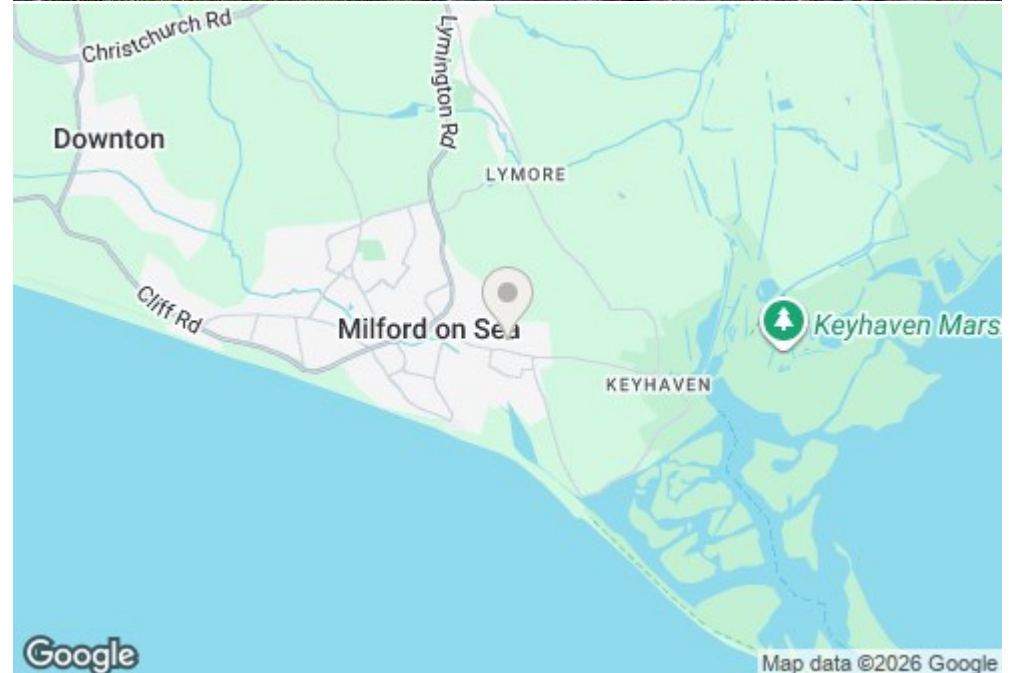 Christchurch Rd
Lymington Rd
Downton
LYMORE
Cliff Rd
Milford on Sea
Keyhaven Mars
KEYHAVEN
Google
Map data ©2026 Google